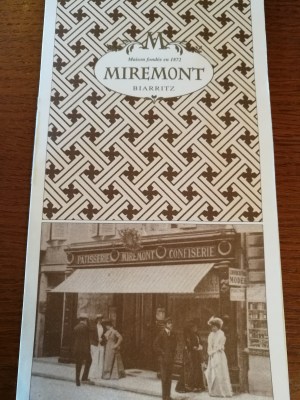 M
Maison fondée en 1872
MIREMONT
BIARRITZ
PATISSERIE MIREMONT CONFISERIE